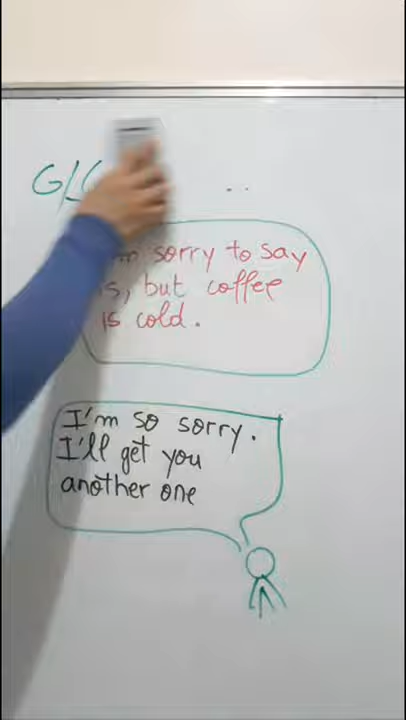 sorry to say
but coffee
is cold.
I'm so sorry.
I'll get you
another one